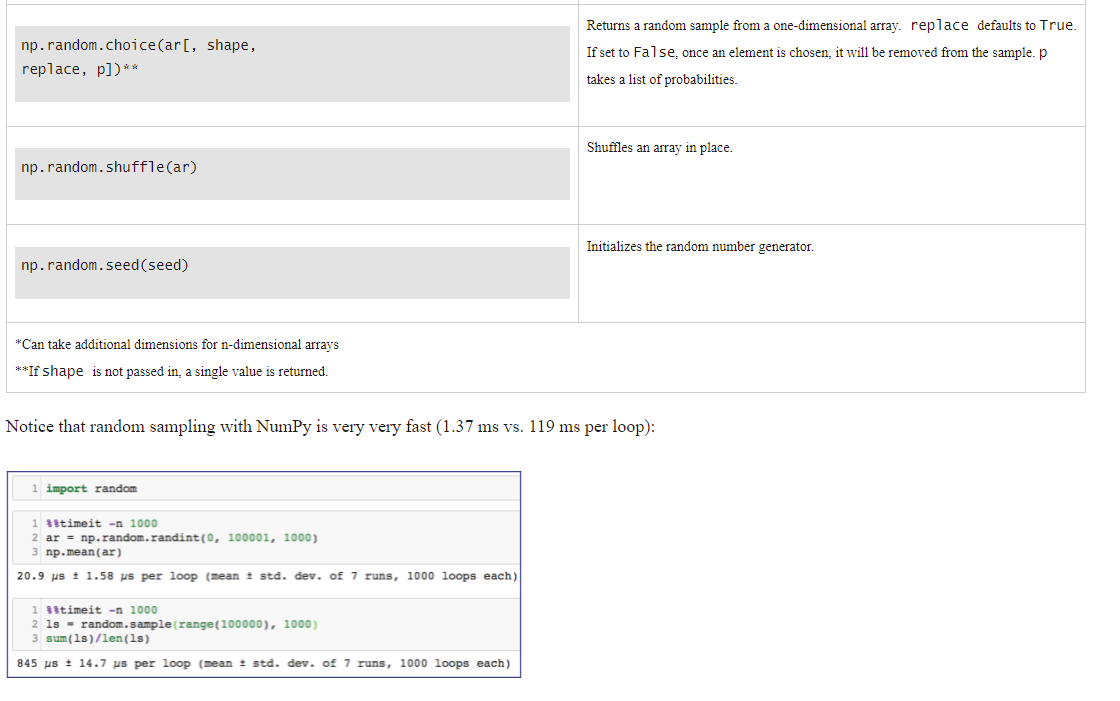 np.random.choice(ar[, shape,
replace, p])**
Returns a random sample from a one-dimensional array. replace defaults to True.
If set to False, once an element is chosen, it will be removed from the sample. p
takes a list of probabilities.
np.random.shuffle(ar)
Shuffles an array in place.
np.random.seed(seed)
Initializes the random number generator.
*Can take additional dimensions for n-dimensional arrays
**If shape is not passed in, a single value is returned.
Notice that random sampling with NumPy is very very fast (1.37 ms vs. 119 ms per loop):
1 import random
1 %%timeit -n 1000
2 ar = np.random.randint(0, 100001, 1000)
3 np.mean(ar)
20.9 µs ± 1.58 µs per loop (mean ± std. dev. of 7 runs, 1000 loops each)
1 %%timeit -n 1000
2 ls = random.sample(range(100000), 1000)
3 sum(ls)/len(ls)
845 µs ± 14.7 µs per loop (mean ± std. dev. of 7 runs, 1000 loops each)